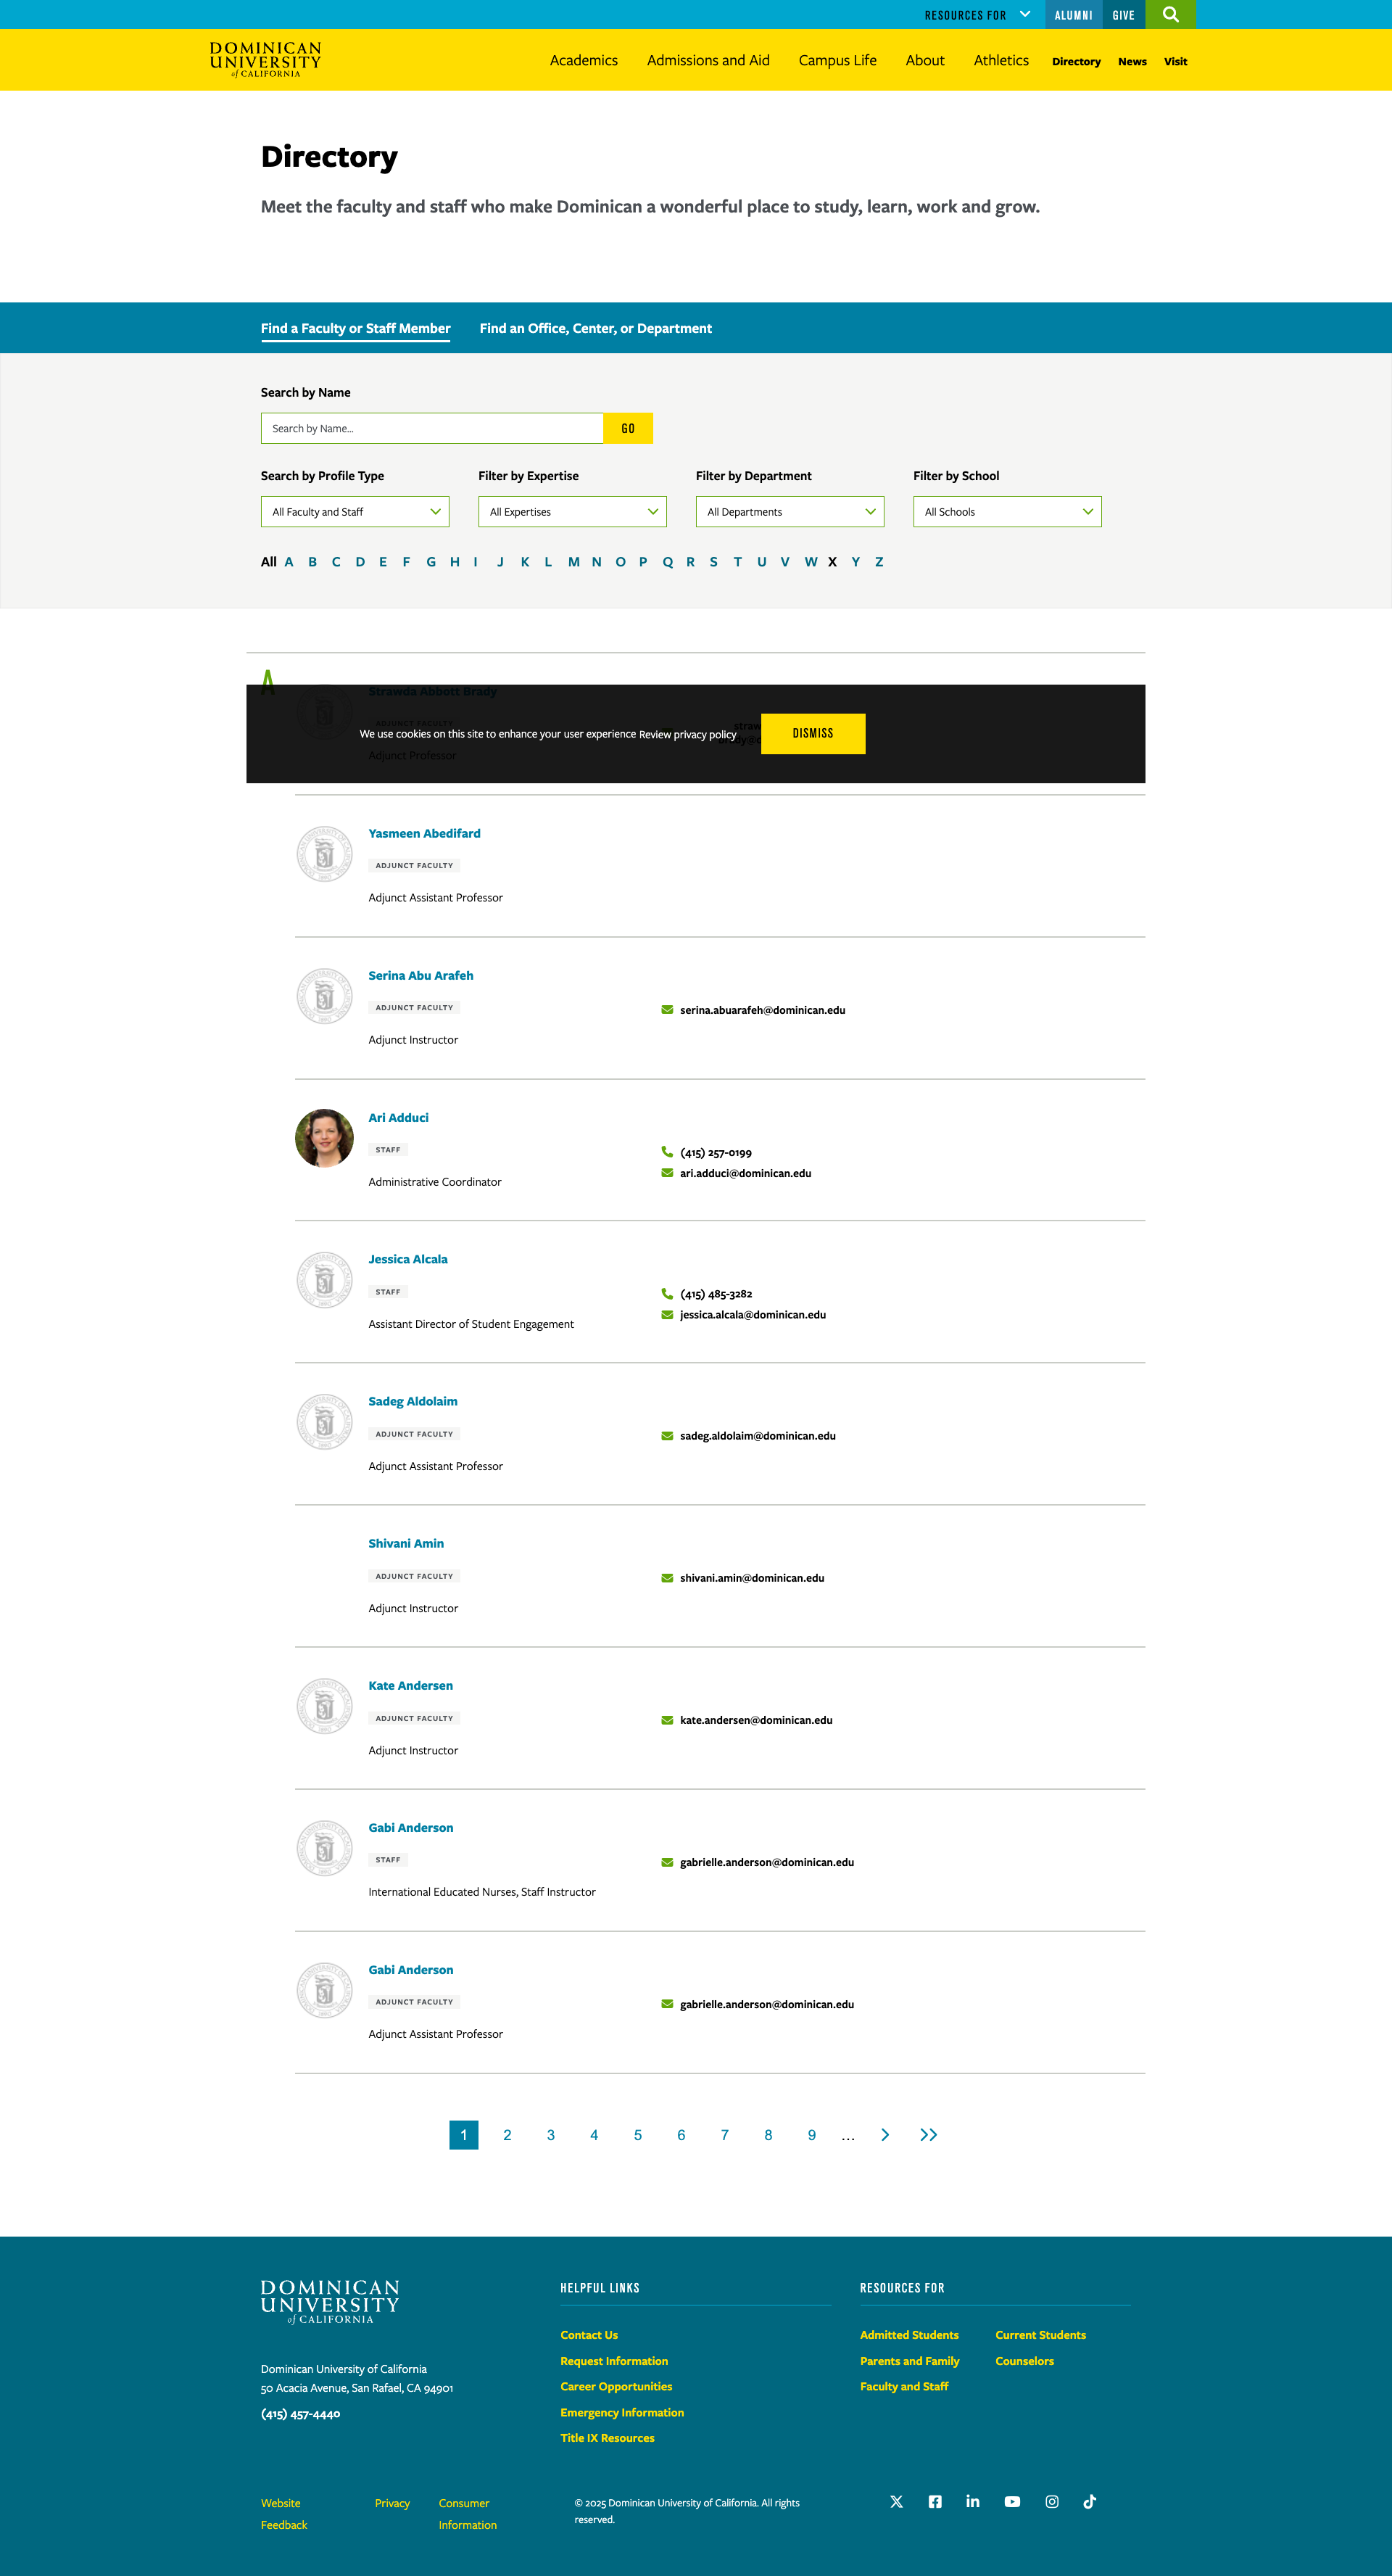 RESOURCES FOR ALUMNI GIVE
DOMINICAN
UNIVERSITY
of CALIFORNIA
Academics Admissions and Aid Campus Life About Athletics Directory News Visit
Directory
Meet the faculty and staff who make Dominican a wonderful place to study, learn, work and grow.
Find a Faculty or Staff Member Find an Office, Center, or Department
Search by Name
Search by Name... GO
Search by Profile Type Filter by Expertise Filter by Department Filter by School
All Faculty and Staff All Expertises All Departments All Schools
All A B C D E F G H I J K L M N O P Q R S T U V W X Y Z
A
Strawda Abbott Brady
ADJUNCT FACULTY
We use cookies on this site to enhance your user experience Review privacy policy DISMISS
Adjunct Professor
Yasmeen Abedifard
ADJUNCT FACULTY
Adjunct Assistant Professor
Serina Abu Arafeh
ADJUNCT FACULTY serina.abuarafeh@dominican.edu
Adjunct Instructor
Ari Adduci
STAFF (415) 257-0199
ari.adduci@dominican.edu
Administrative Coordinator
Jessica Alcala
STAFF (415) 485-3282
jessica.alcala@dominican.edu
Assistant Director of Student Engagement
Sadeg Aldolaim
ADJUNCT FACULTY sadeg.aldolaim@dominican.edu
Adjunct Assistant Professor
Shivani Amin
ADJUNCT FACULTY shivani.amin@dominican.edu
Adjunct Instructor
Kate Andersen
ADJUNCT FACULTY kate.andersen@dominican.edu
Adjunct Instructor
Gabi Anderson
STAFF gabrielle.anderson@dominican.edu
International Educated Nurses, Staff Instructor
Gabi Anderson
ADJUNCT FACULTY gabrielle.anderson@dominican.edu
Adjunct Assistant Professor
1 2 3 4 5 6 7 8 9 …
DOMINICAN
UNIVERSITY
of CALIFORNIA
Dominican University of California
50 Acacia Avenue, San Rafael, CA 94901
(415) 457-4440
HELPFUL LINKS
Contact Us
Request Information
Career Opportunities
Emergency Information
Title IX Resources
RESOURCES FOR
Admitted Students Current Students
Parents and Family Counselors
Faculty and Staff
Website
Feedback
Privacy
Consumer
Information
© 2025 Dominican University of California. All rights
reserved.